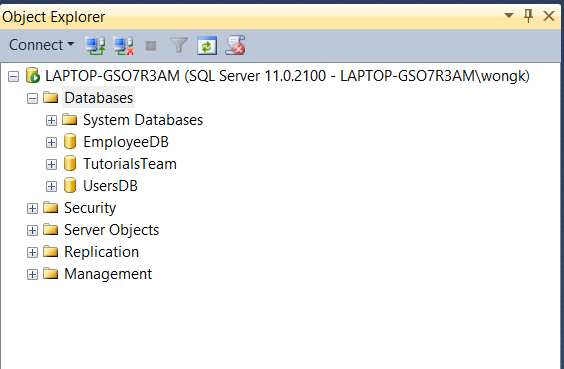 Object Explorer
Connect
LAPTOP-GSO7R3AM (SQL Server 11.0.2100 - LAPTOP-GSO7R3AM\wongk)
Databases
System Databases
EmployeeDB
TutorialsTeam
UsersDB
Security
Server Objects
Replication
Management